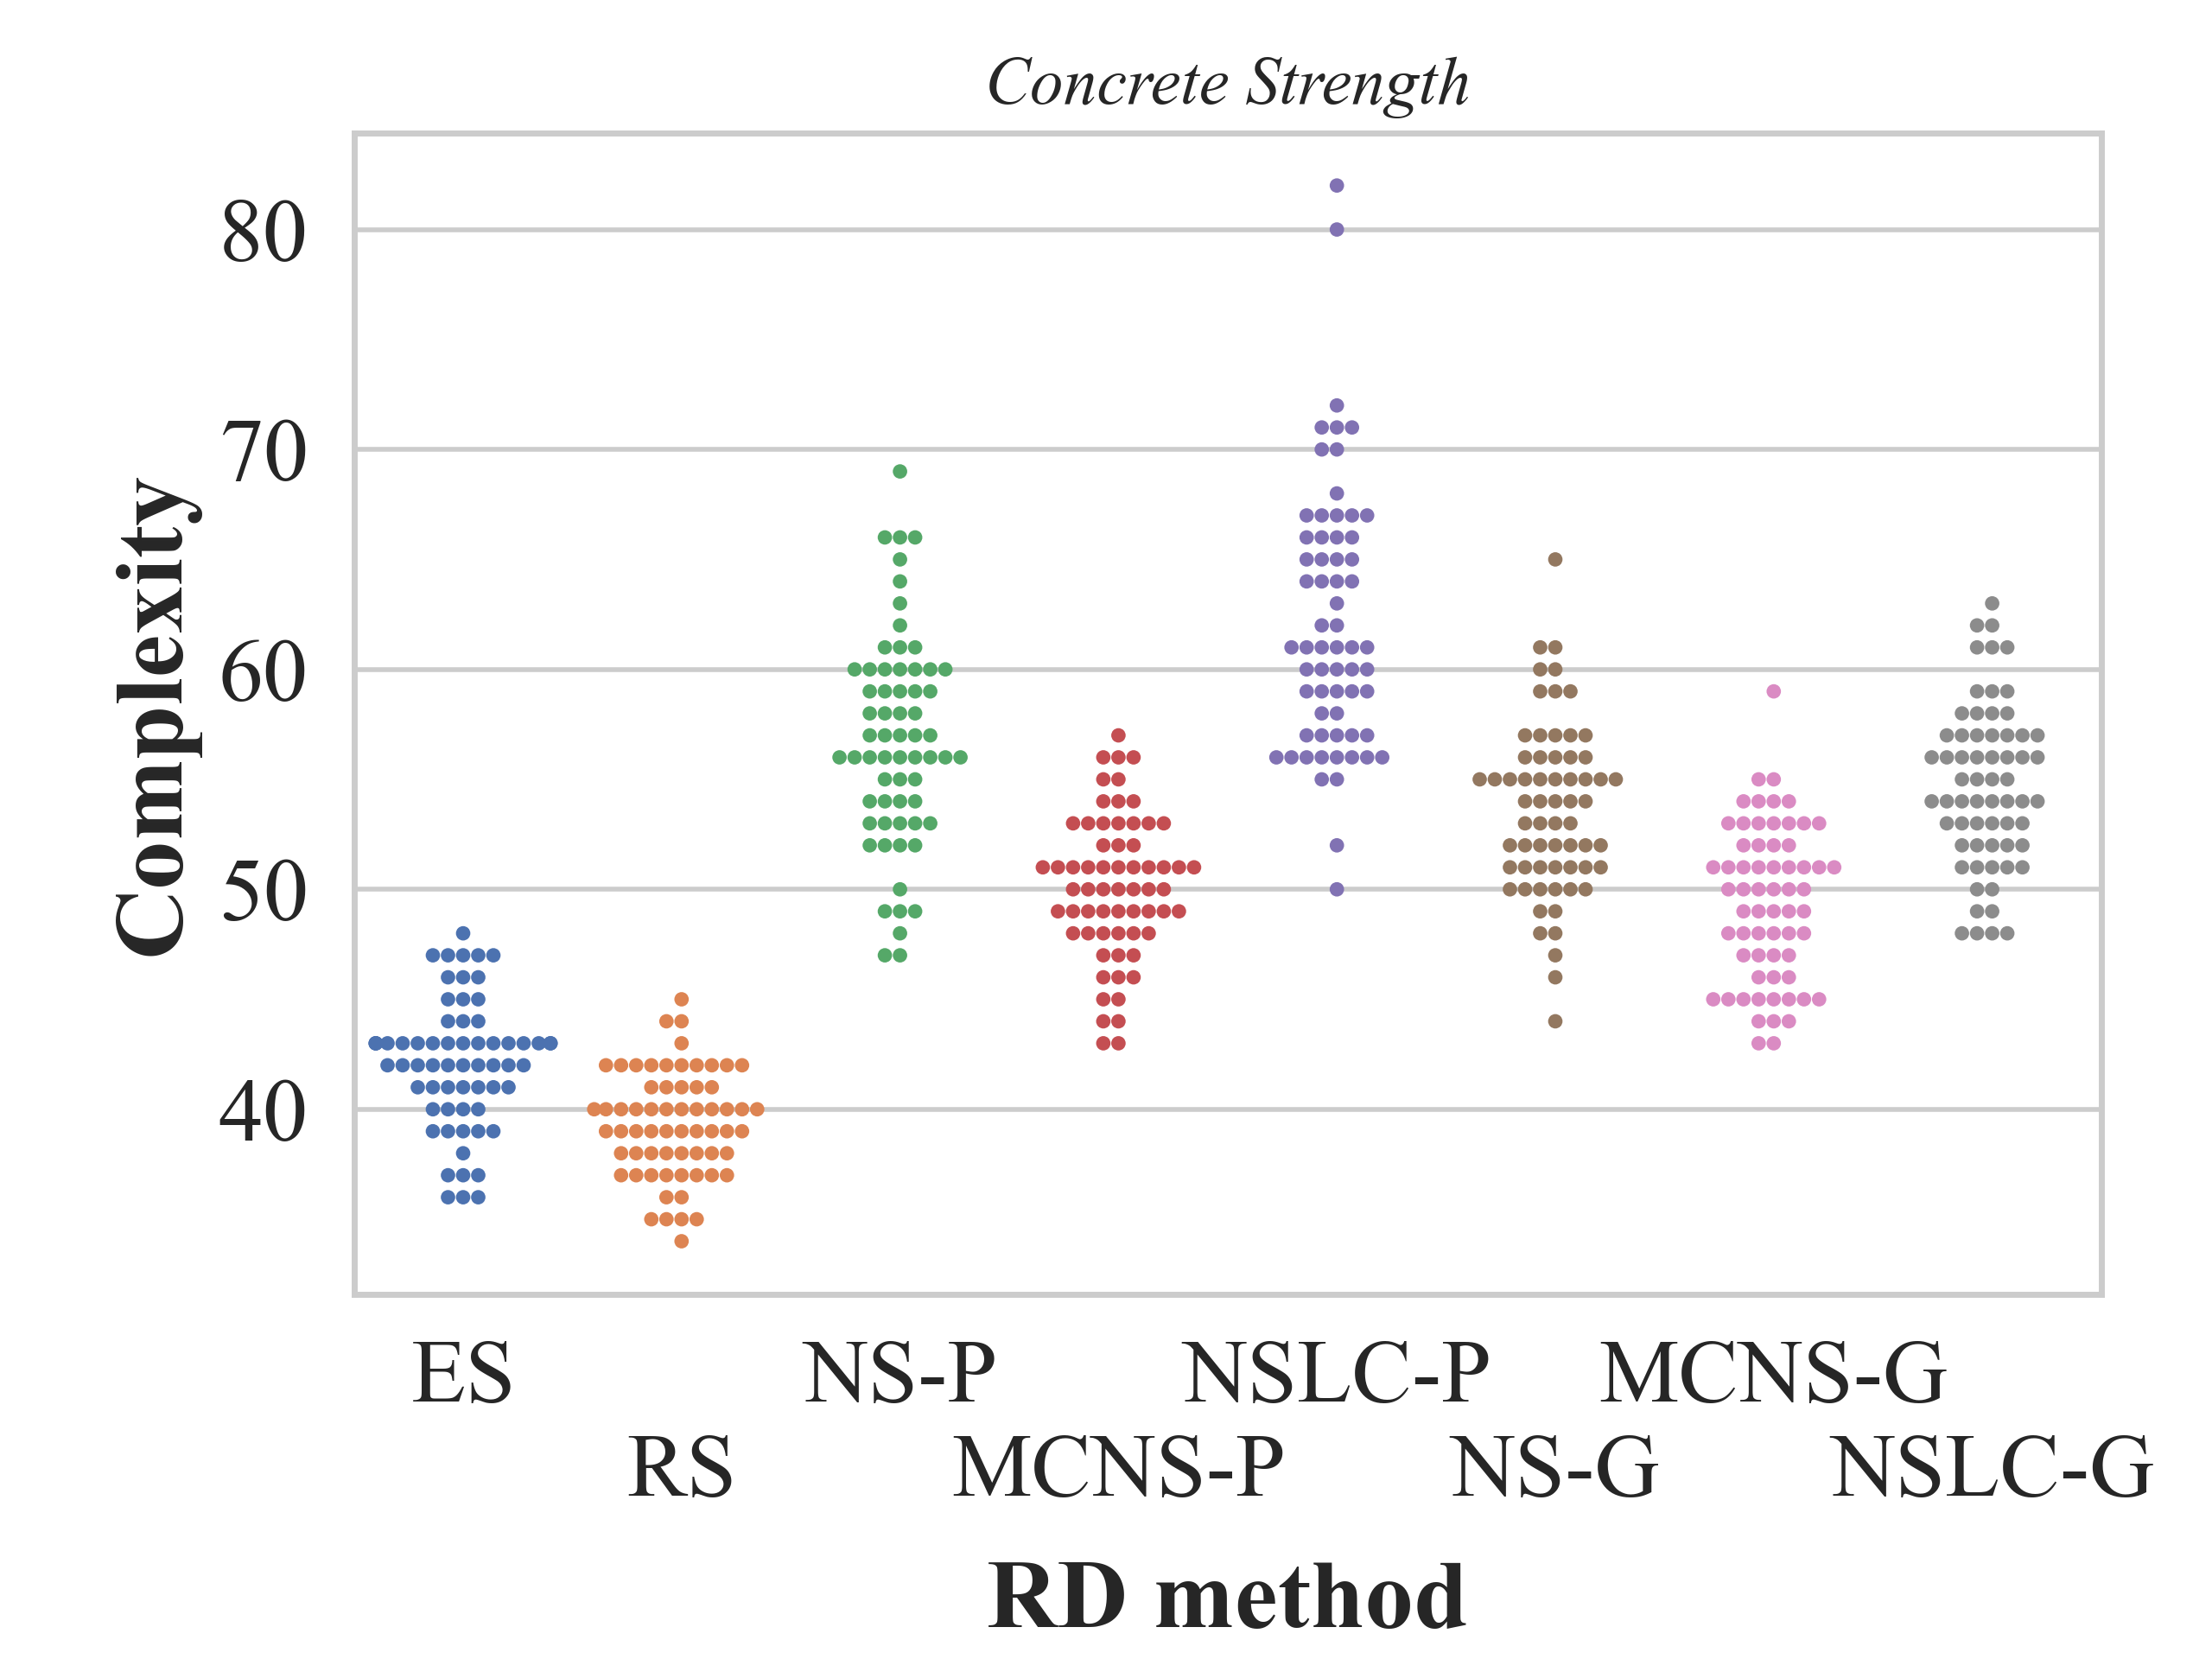 Concrete Strength
Complexity
80
70
60
50
40
ES NS-P NSLC-P MCNS-G
RS MCNS-P NS-G NSLC-G
RD method